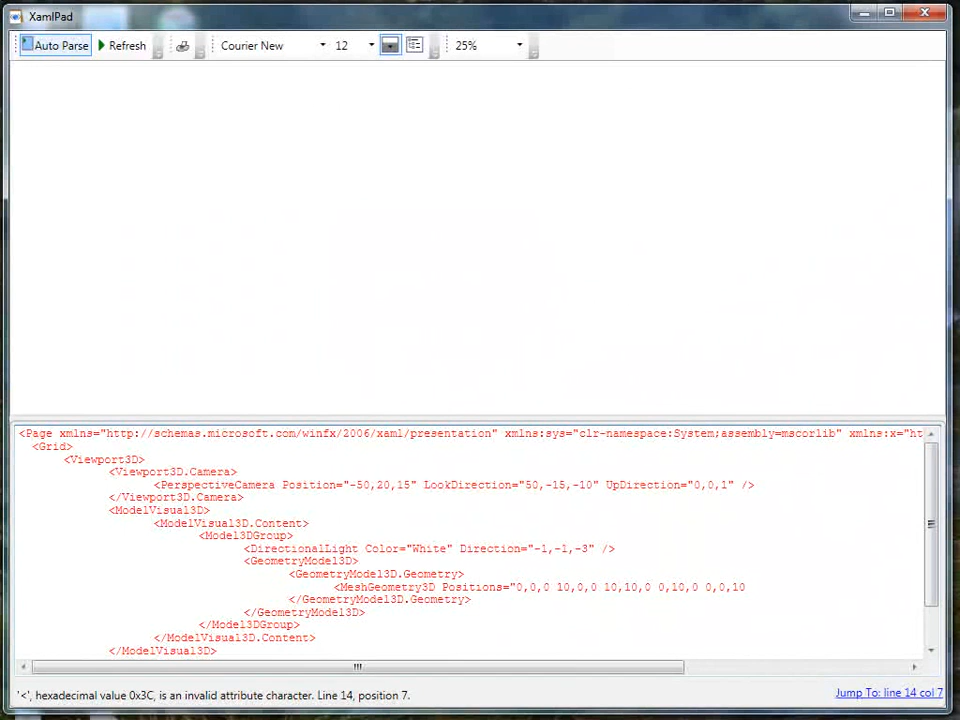 XamlPad
Auto Parse Refresh Courier New 12 25%
<Page xmlns="http://schemas.microsoft.com/winfx/2006/xaml/presentation" xmlns:sys="clr-namespace:System;assembly=mscorlib" xmlns:x="ht
<Grid>
<Viewport3D>
<Viewport3D.Camera>
<PerspectiveCamera Position="-50,20,15" LookDirection="50,-15,-10" UpDirection="0,0,1" />
</Viewport3D.Camera>
<ModelVisual3D>
<ModelVisual3D.Content>
<Model3DGroup>
<DirectionalLight Color="White" Direction="-1,-1,-3" />
<GeometryModel3D>
<GeometryModel3D.Geometry>
<MeshGeometry3D Positions="0,0,0 10,0,0 10,10,0 0,10,0 0,0,10
</GeometryModel3D.Geometry>
</GeometryModel3D>
</Model3DGroup>
</ModelVisual3D.Content>
</ModelVisual3D>
'<', hexadecimal value 0x3C, is an invalid attribute character. Line 14, position 7. Jump To: line 14 col 7